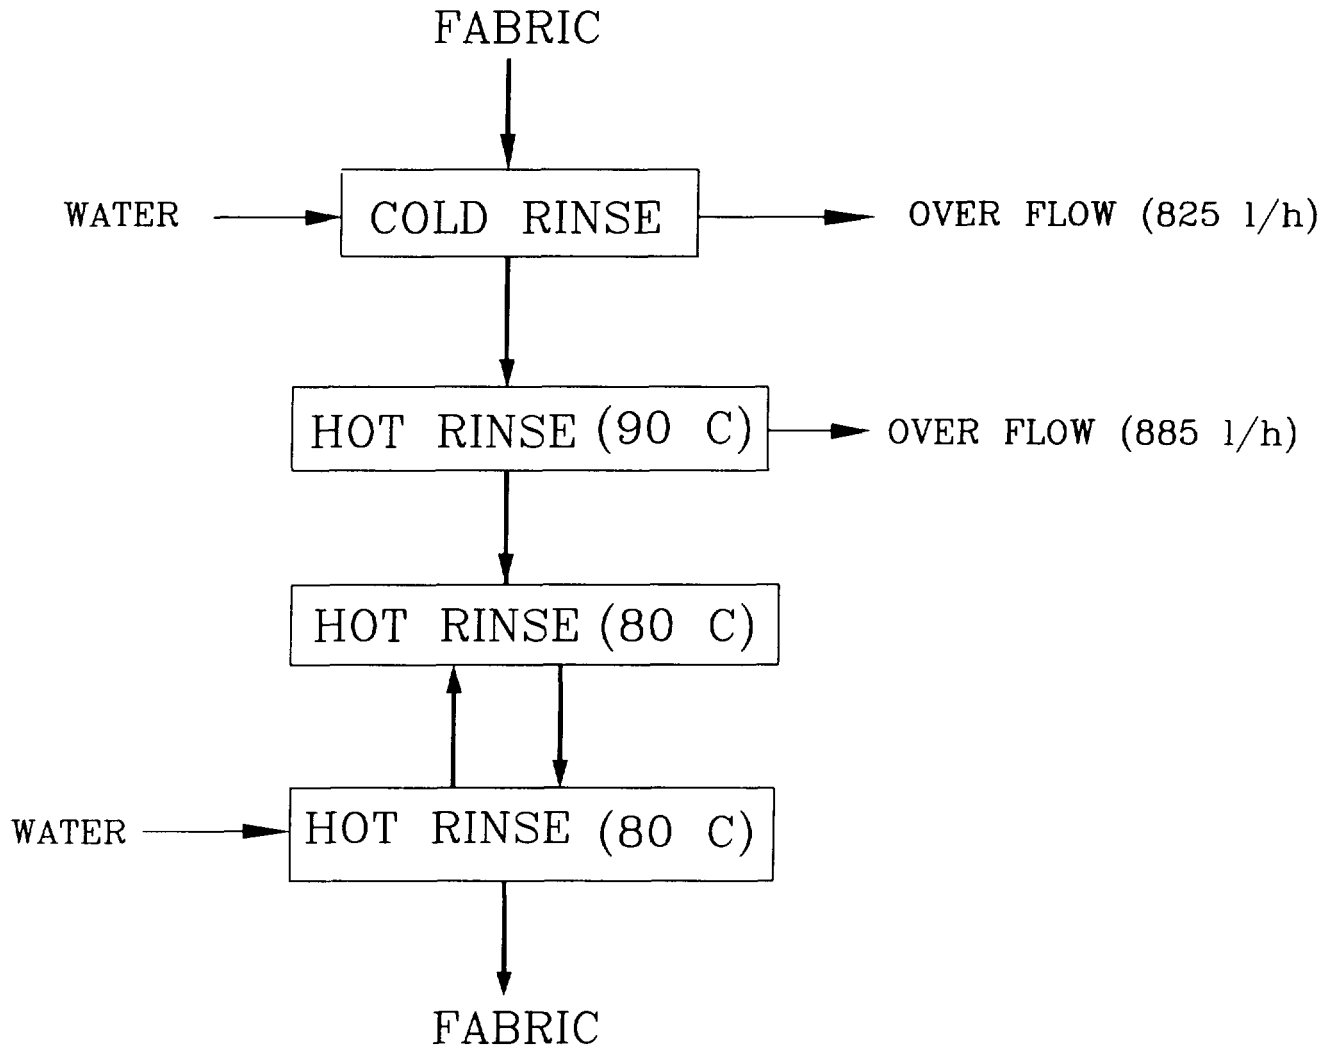 FABRIC
WATER
COLD RINSE
OVER FLOW (825 l/h)
HOT RINSE (90 C)
OVER FLOW (885 l/h)
HOT RINSE (80 C)
WATER
HOT RINSE (80 C)
FABRIC